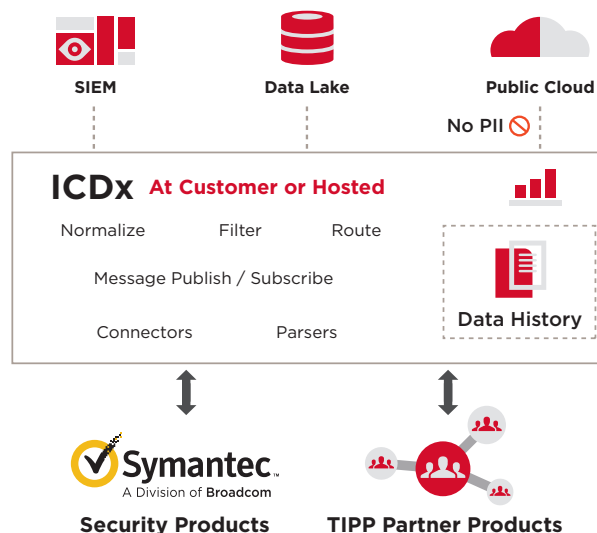 SIEM
Data Lake
Public Cloud
No PII
ICDx At Customer or Hosted
Normalize Filter Route
Message Publish / Subscribe
Connectors Parsers
Data History
Symantec™
A Division of Broadcom
Security Products
TIPP Partner Products